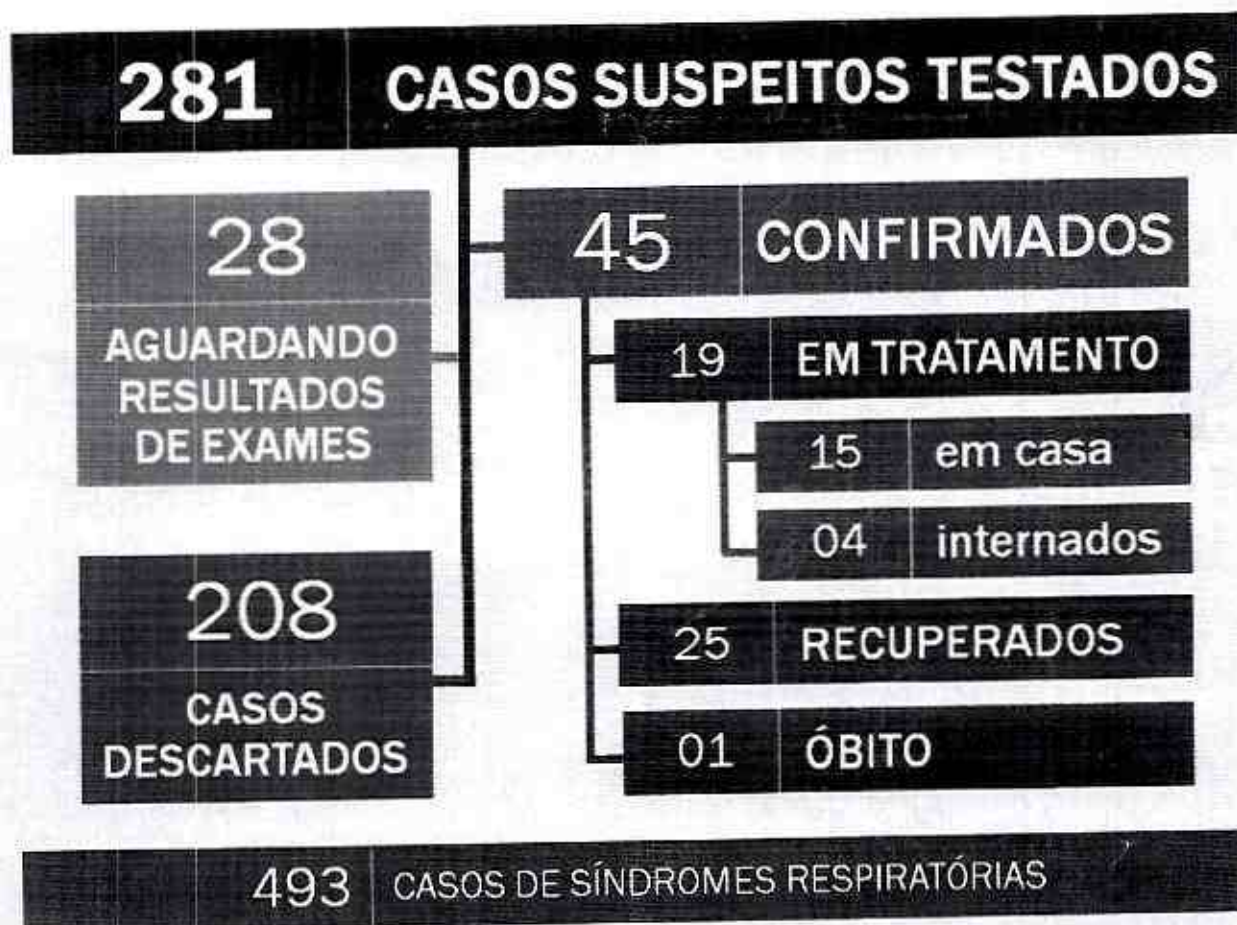 281 CASOS SUSPEITOS TESTADOS
28
AGUARDANDO
RESULTADOS
DE EXAMES
208
CASOS
DESCARTADOS
45 CONFIRMADOS
19 EM TRATAMENTO
15 em casa
04 internados
25 RECUPERADOS
01 ÓBITO
493 CASOS DE SÍNDROMES RESPIRATÓRIAS